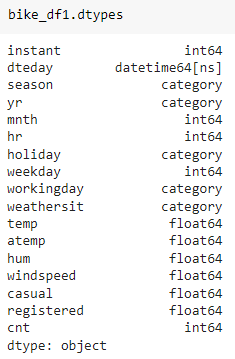 bike_df1.dtypes
instant int64
dteday datetime64[ns]
season category
yr category
mnth int64
hr int64
holiday category
weekday int64
workingday category
weathersit category
temp float64
atemp float64
hum float64
windspeed float64
casual float64
registered float64
cnt int64
dtype: object